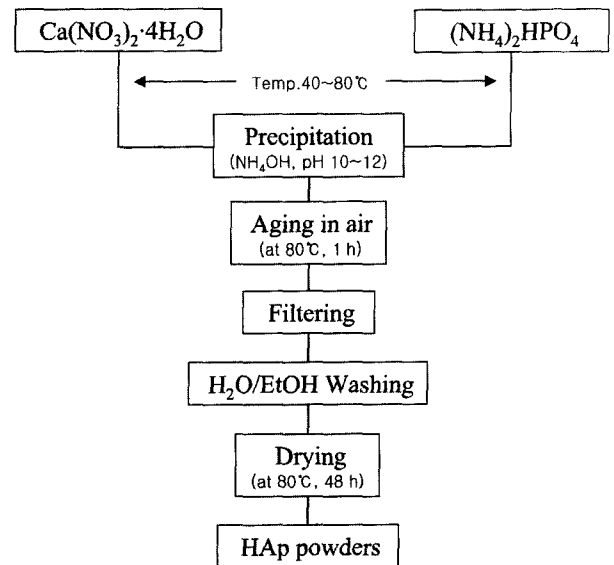 Ca(NO₃)₂·4H₂O
(NH₄)₂HPO₄
Temp.40~80℃
Precipitation
(NH₄OH, pH 10~12)
Aging in air
(at 80℃, 1 h)
Filtering
H₂O/EtOH Washing
Drying
(at 80℃, 48 h)
HAp powders